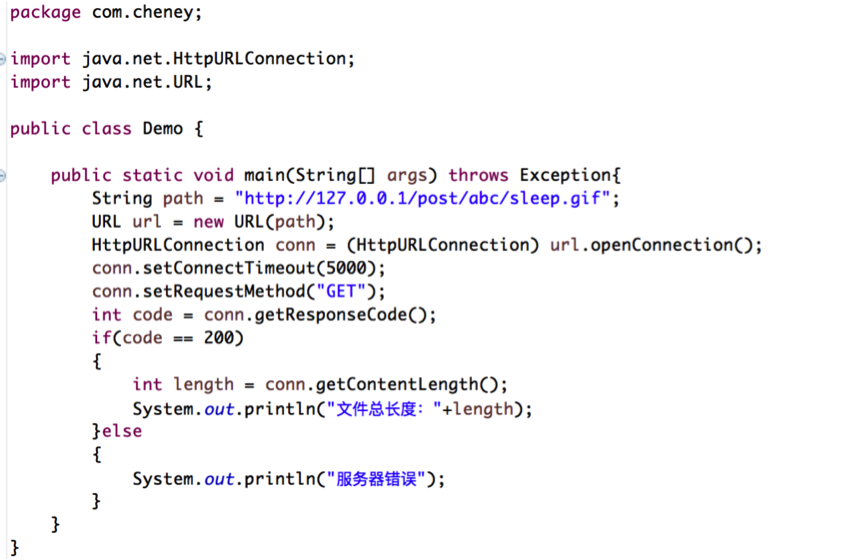 package com.cheney;
import java.net.HttpURLConnection;
import java.net.URL;
public class Demo {
public static void main(String[] args) throws Exception{
String path = "http://127.0.0.1/post/abc/sleep.gif";
URL url = new URL(path);
HttpURLConnection conn = (HttpURLConnection) url.openConnection();
conn.setConnectTimeout(5000);
conn.setRequestMethod("GET");
int code = conn.getResponseCode();
if(code == 200)
{
int length = conn.getContentLength();
System.out.println("文件总长度："+length);
}else
{
System.out.println("服务器错误");
}
}
}